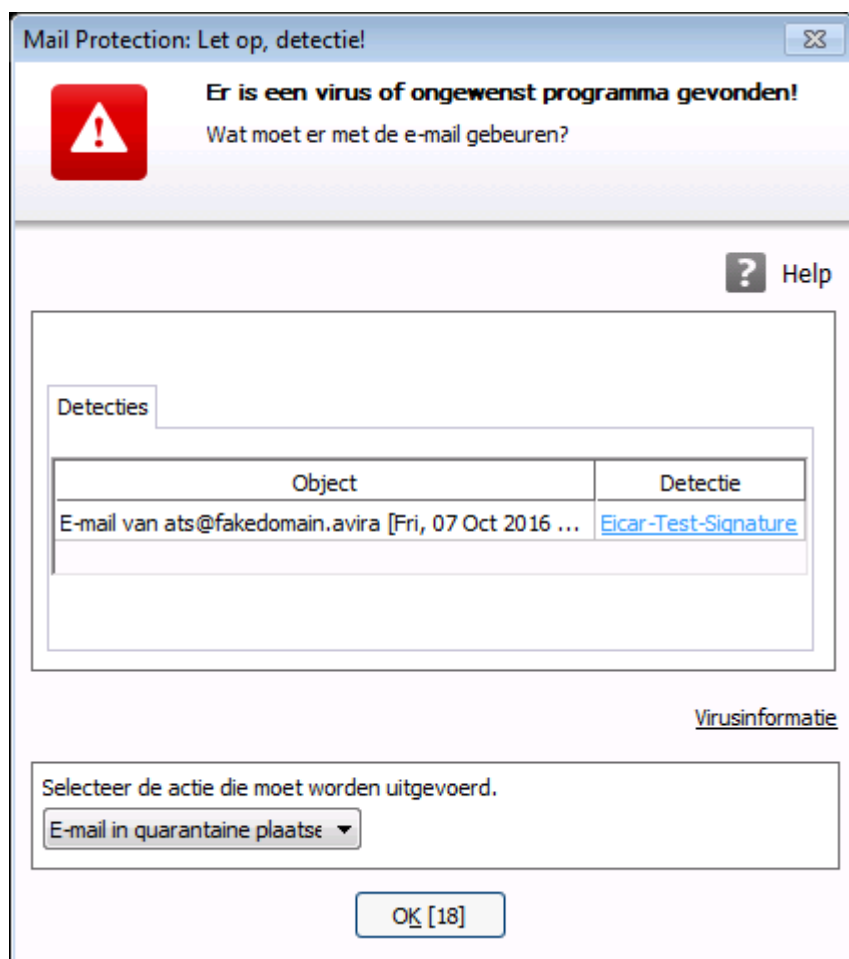 Mail Protection: Let op, detectie!
Er is een virus of ongewenst programma gevonden!
Wat moet er met de e-mail gebeuren?
? Help
Detecties
Object Detectie
E-mail van ats@fakedomain.avira [Fri, 07 Oct 2016 ... Eicar-Test-Signature
Virusinformatie
Selecteer de actie die moet worden uitgevoerd.
E-mail in quarantaine plaatse
OK [18]